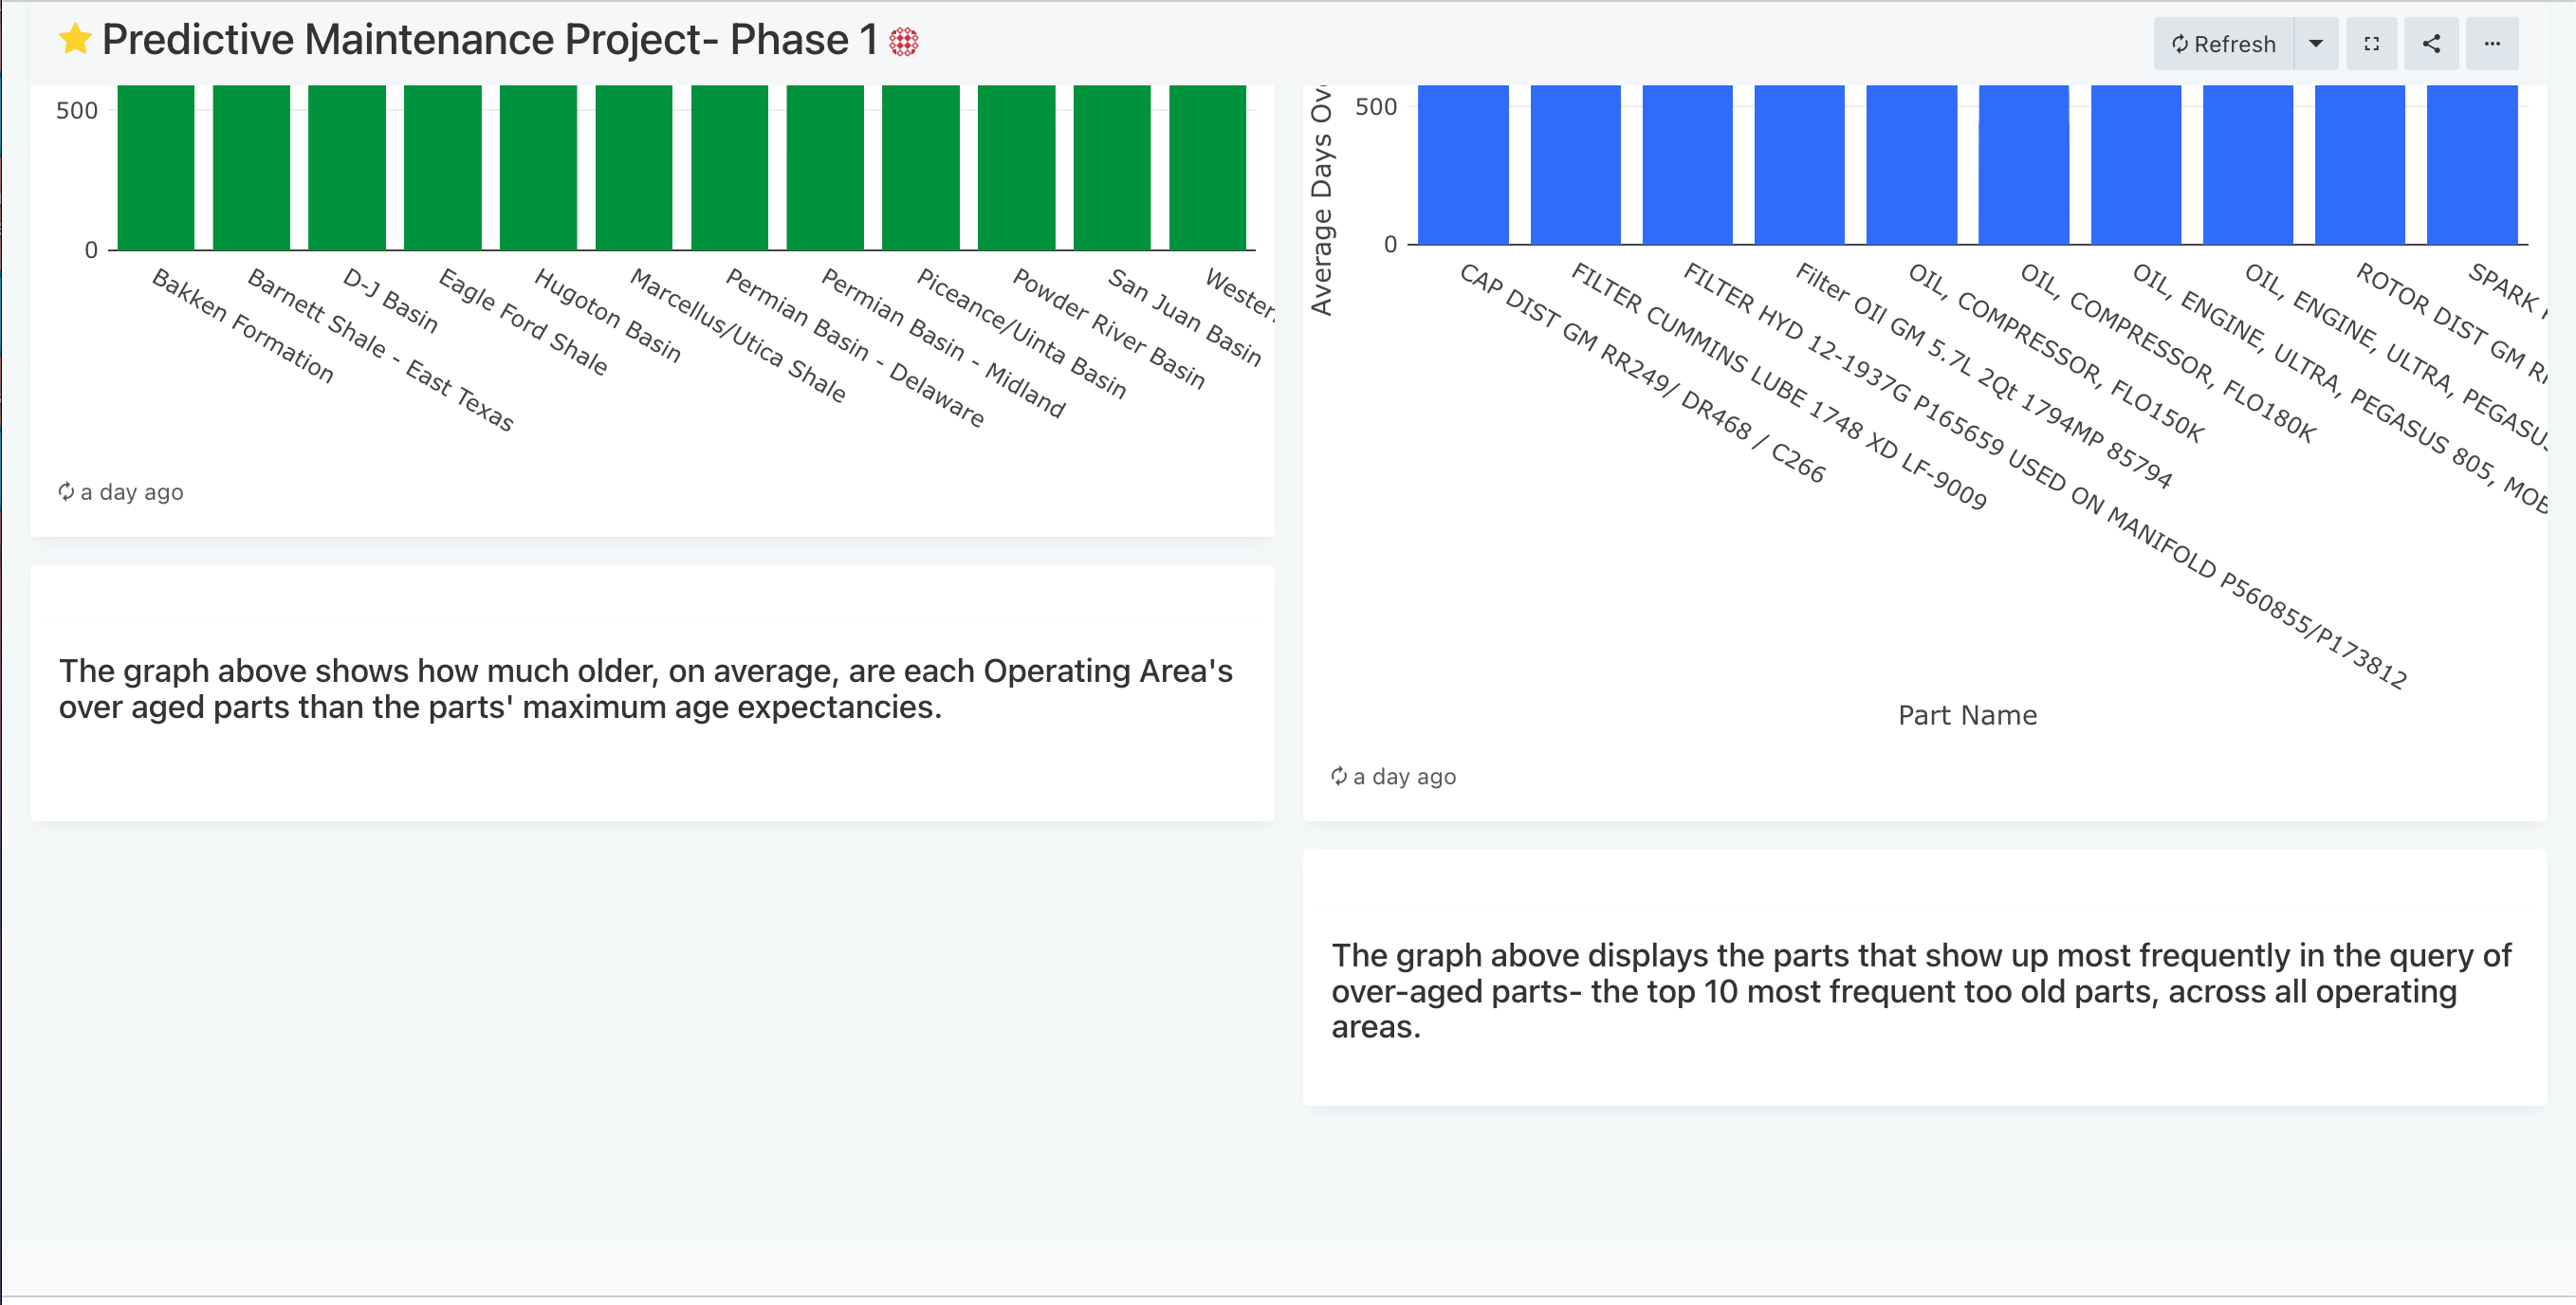 Predictive Maintenance Project- Phase 1
Refresh
500
0
Bakken Formation
Barnett Shale - East Texas
D-J Basin
Eagle Ford Shale
Hugoton Basin
Marcellus/Utica Shale
Permian Basin - Delaware
Permian Basin - Midland
Piceance/Uinta Basin
Powder River Basin
San Juan Basin
Wester
a day ago
The graph above shows how much older, on average, are each Operating Area's
over aged parts than the parts' maximum age expectancies.
Average Days Ov
500
0
CAP DIST GM RR249/ DR468 / C266
FILTER CUMMINS LUBE 1748 XD LF-9009
FILTER HYD 12-1937G P165659 USED ON MANIFOLD P560855/P173812
Filter OIl GM 5.7L 2Qt 1794MP 85794
OIL, COMPRESSOR, FLO150K
OIL, COMPRESSOR, FLO180K
OIL, ENGINE, ULTRA, PEGASUS 805, MOB
OIL, ENGINE, ULTRA, PEGASUS
ROTOR DIST GM R
SPARK
Part Name
a day ago
The graph above displays the parts that show up most frequently in the query of
over-aged parts- the top 10 most frequent too old parts, across all operating
areas.